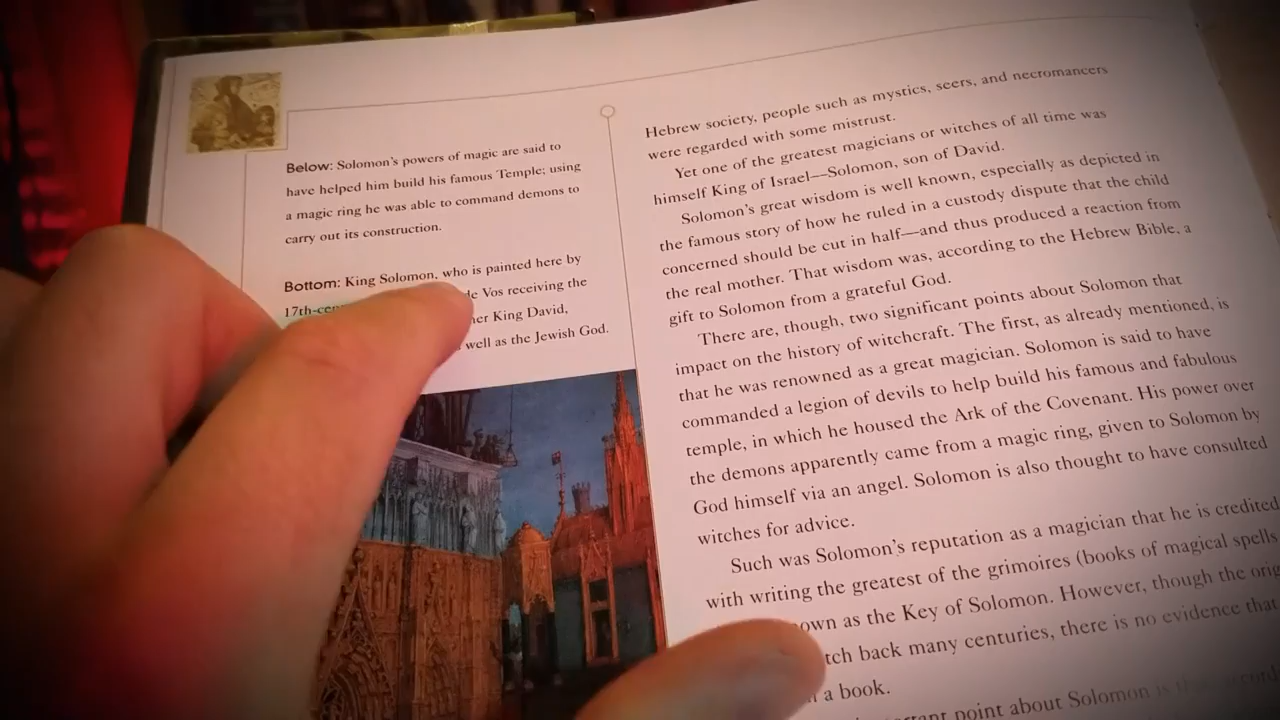 Below: Solomon's powers of magic are said to
have helped him build his famous Temple; using
a magic ring he was able to command demons to
carry out its construction.
Bottom: King Solomon, who is painted here by
17th-cen de Vos receiving the
her King David,
well as the Jewish God.
Hebrew society, people such as mystics, seers, and necromancers
were regarded with some mistrust.
Yet one of the greatest magicians or witches of all time was
himself King of Israel—Solomon, son of David.
Solomon's great wisdom is well known, especially as depicted in
the famous story of how he ruled in a custody dispute that the child
concerned should be cut in half—and thus produced a reaction from
the real mother. That wisdom was, according to the Hebrew Bible, a
gift to Solomon from a grateful God.
There are, though, two significant points about Solomon that
impact on the history of witchcraft. The first, as already mentioned, is
that he was renowned as a great magician. Solomon is said to have
commanded a legion of devils to help build his famous and fabulous
temple, in which he housed the Ark of the Covenant. His power over
the demons apparently came from a magic ring, given to Solomon by
God himself via an angel. Solomon is also thought to have consulted
witches for advice.
Such was Solomon's reputation as a magician that he is credited
with writing the greatest of the grimoires (books of magical spells
own as the Key of Solomon. However, though the orig
tch back many centuries, there is no evidence that
a book.
point about Solomon is